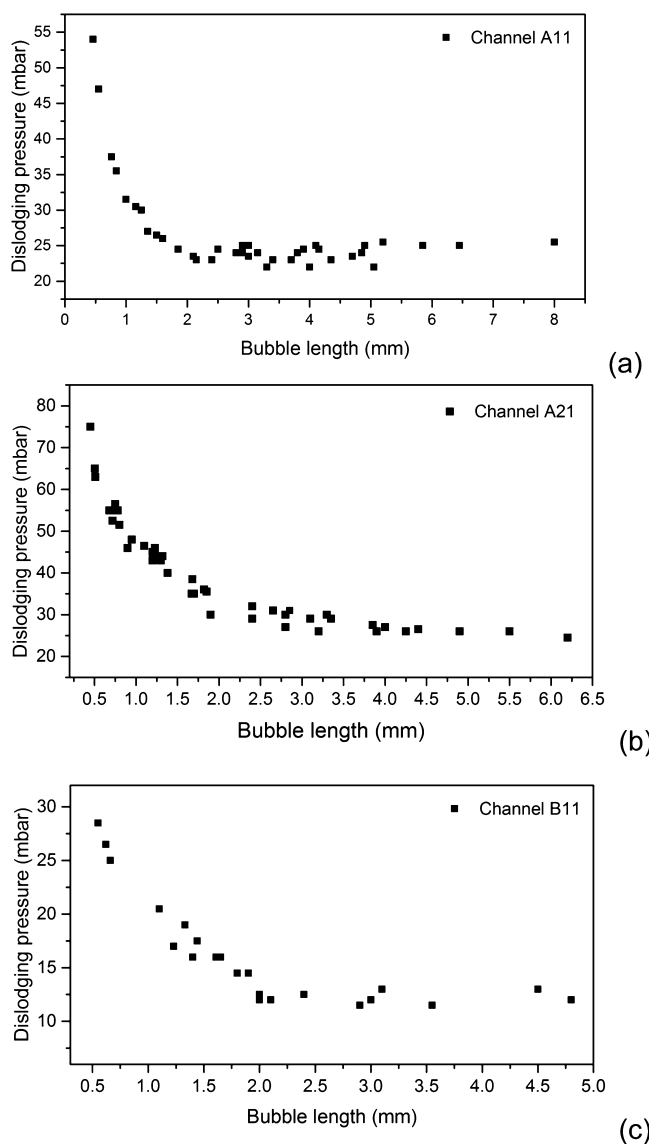 55
50
45
40
35
30
25
20
Dislodging pressure (mbar)
Channel A11
0 1 2 3 4 5 6 7 8
Bubble length (mm)
(a)
80
70
60
50
40
30
20
Dislodging pressure (mbar)
Channel A21
0.5 1.0 1.5 2.0 2.5 3.0 3.5 4.0 4.5 5.0 5.5 6.0 6.5
Bubble length (mm)
(b)
30
25
20
15
10
Dislodging pressure (mbar)
Channel B11
0.5 1.0 1.5 2.0 2.5 3.0 3.5 4.0 4.5 5.0
Bubble length (mm)
(c)